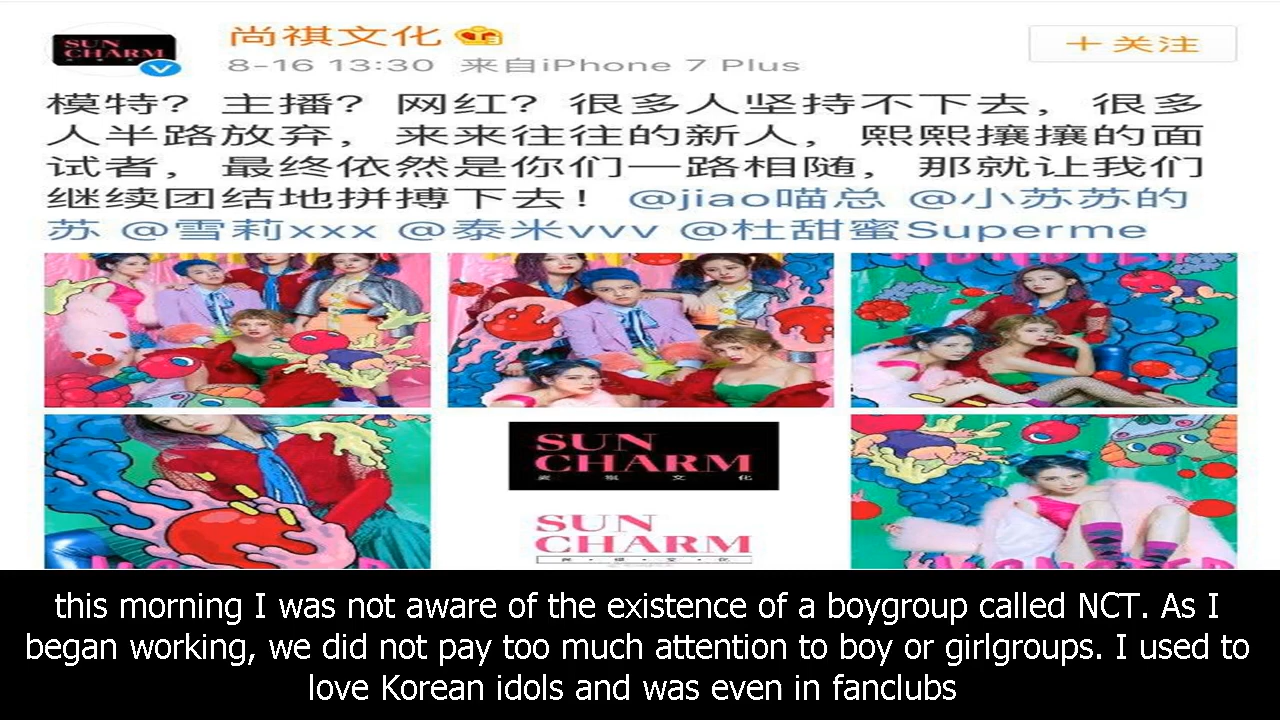 SUN
CHARM
尚祺文化
8-16 13:30 来自iPhone 7 Plus
+ 关注
模特？主播？网红？很多人坚持不下去，很多
人半路放弃，来来往往的新人，熙熙攘攘的面
试者，最终依然是你们一路相随，那就让我们
继续团结地拼搏下去！@jiao喵总 @小苏苏的
苏 @雪莉xxx @泰米vvv @杜甜蜜Superme
SUN
CHARM
尚祺文化
SUN
CHARM
this morning I was not aware of the existence of a boygroup called NCT. As I
began working, we did not pay too much attention to boy or girlgroups. I used to
love Korean idols and was even in fanclubs